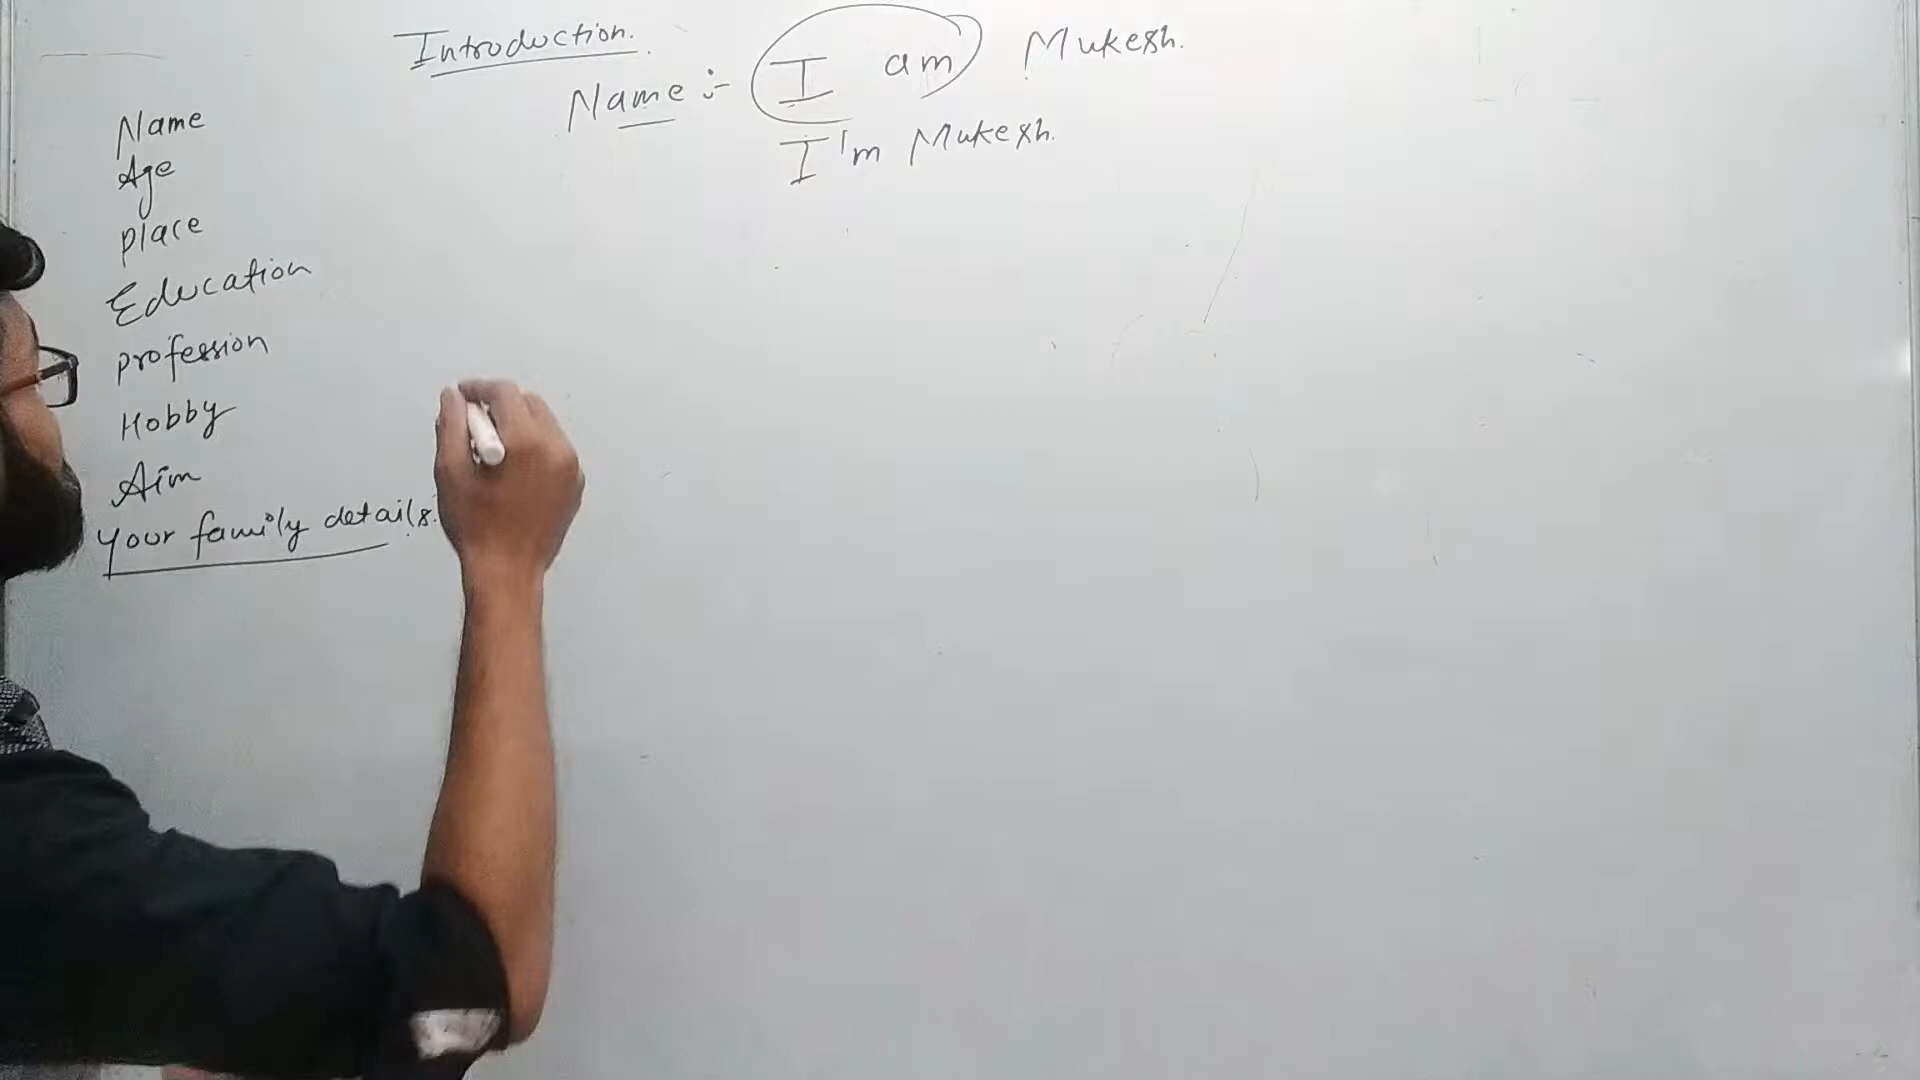 Introduction.
Name :- I am Mukesh.
I'm Mukesh.
Name
Age
place
Education
profession
Hobby
Aim
Your family details.